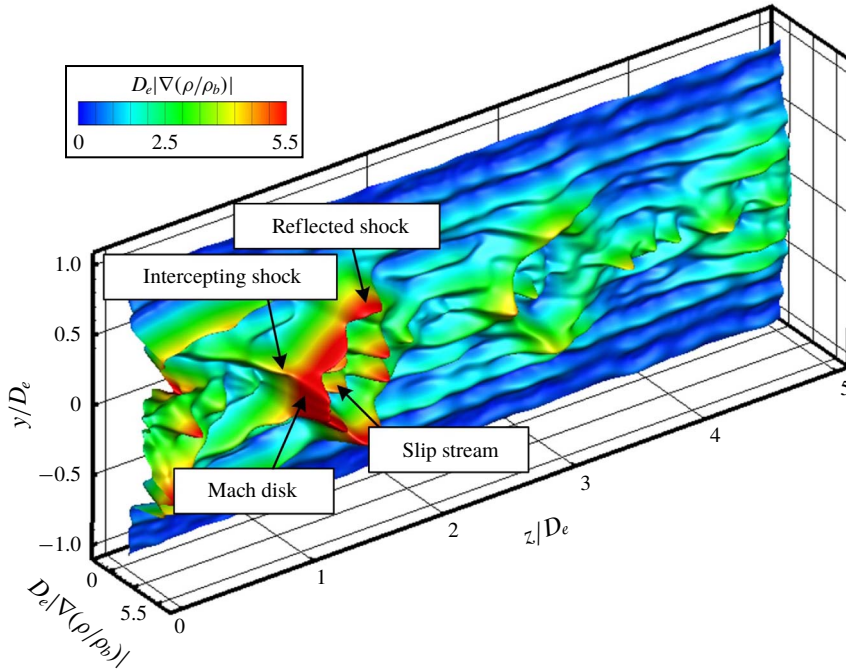 D_e|∇(ρ/ρ_b)|
0 2.5 5.5
Reflected shock
Intercepting shock
1.0
0.5
0
−0.5
−1.0
y/D_e
Slip stream
Mach disk
0 1 2 3 4 5
z|D_e
0 5.5
D_e|∇(ρ/ρ_b)|